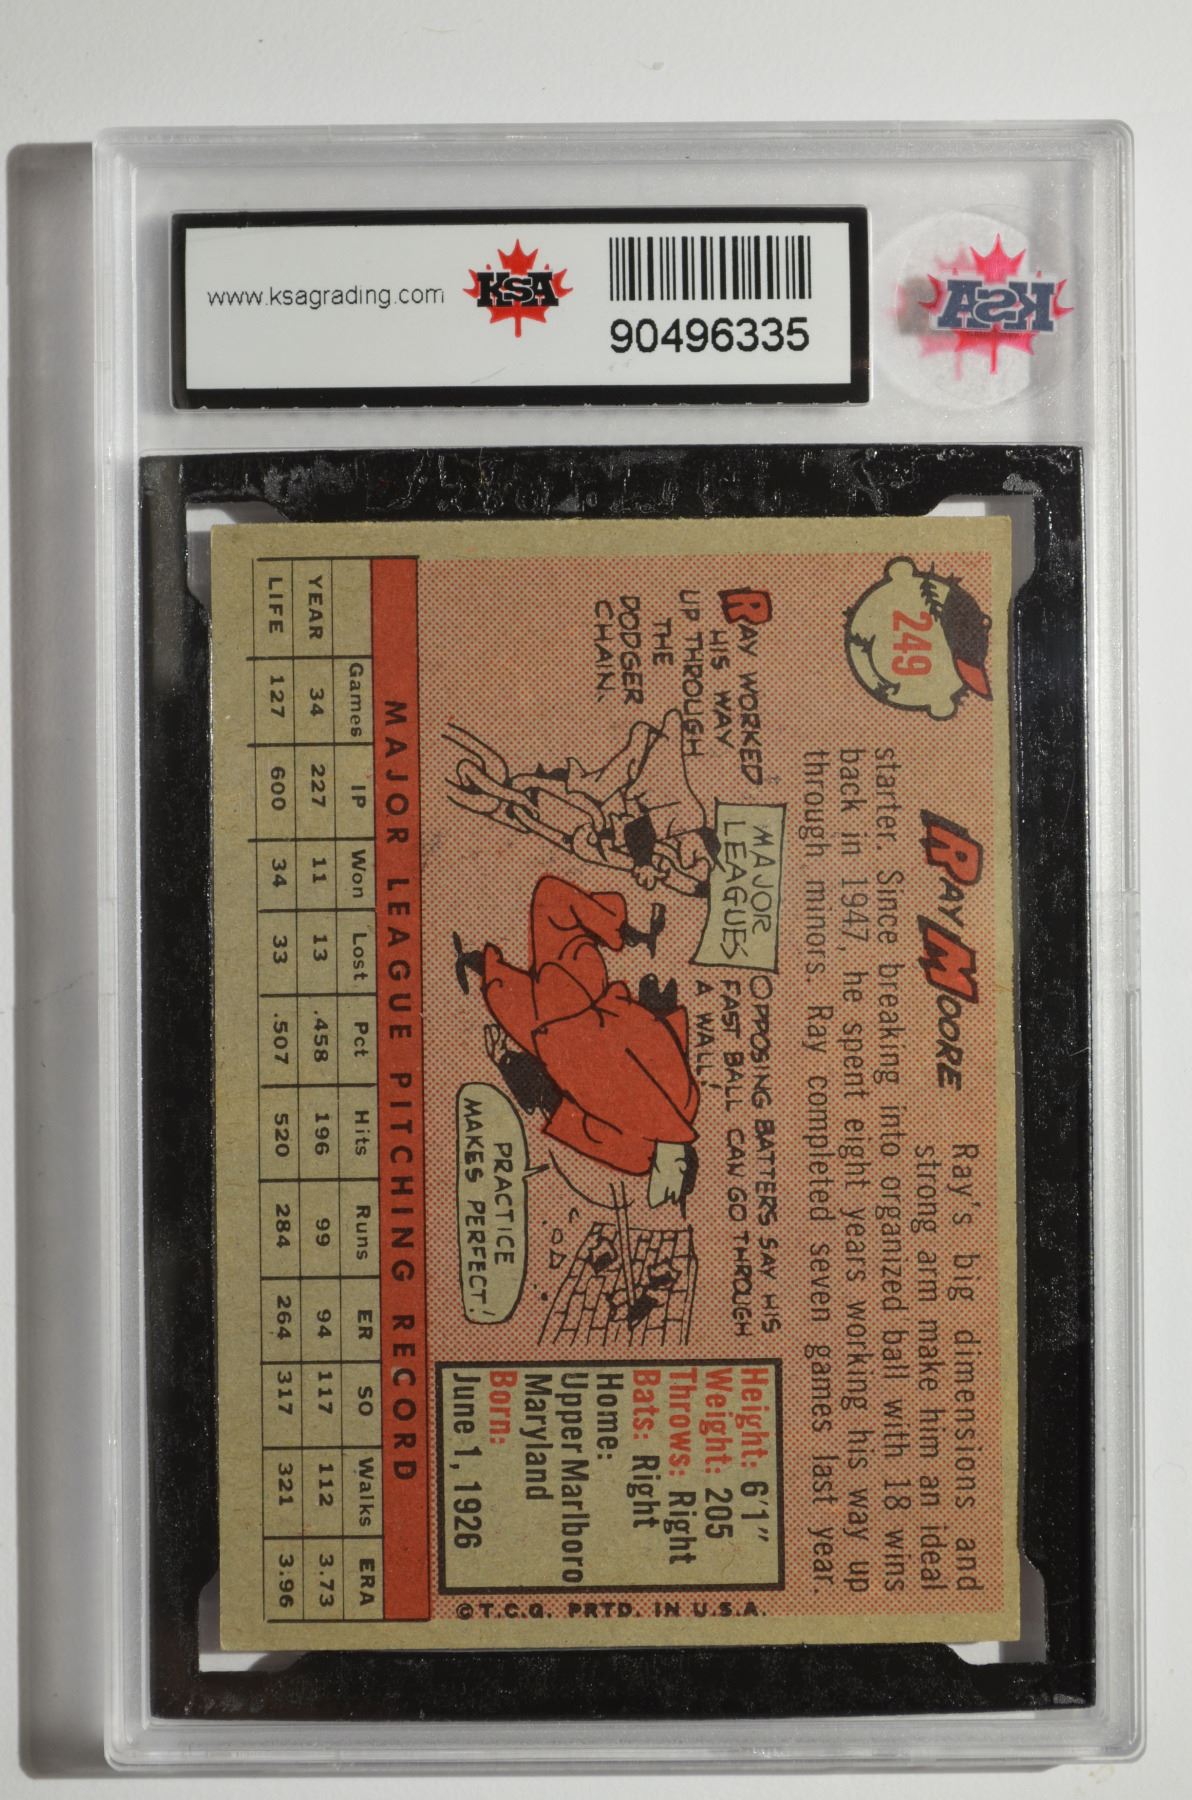 www.ksagrading.com
KSA
90496335
KSA
249
RAY MOORE
Ray's big dimensions and
strong arm make him an ideal
starter. Since breaking into organized ball with 18 wins
back in 1947, he spent eight years working his way up
through minors. Ray completed seven games last year.
RAY WORKED
HIS WAY
UP THROUGH
THE
DODGER
CHAIN.
MAJOR
LEAGUES
OPPOSING BATTERS SAY HIS
FAST BALL CAN GO THROUGH
A WALL!
PRACTICE
MAKES PERFECT!
Height: 6'1"
Weight: 205
Throws: Right
Bats: Right
Home:
Upper Marlboro
Maryland
Born:
June 1, 1926
©T.C.G. PRTD. IN U.S.A.
MAJOR LEAGUE PITCHING RECORD
Games IP Won Lost Pct Hits Runs ER SO Walks ERA
YEAR 34 227 11 13 .458 196 99 94 117 112 3.73
LIFE 127 600 34 33 .507 520 284 264 317 321 3.96